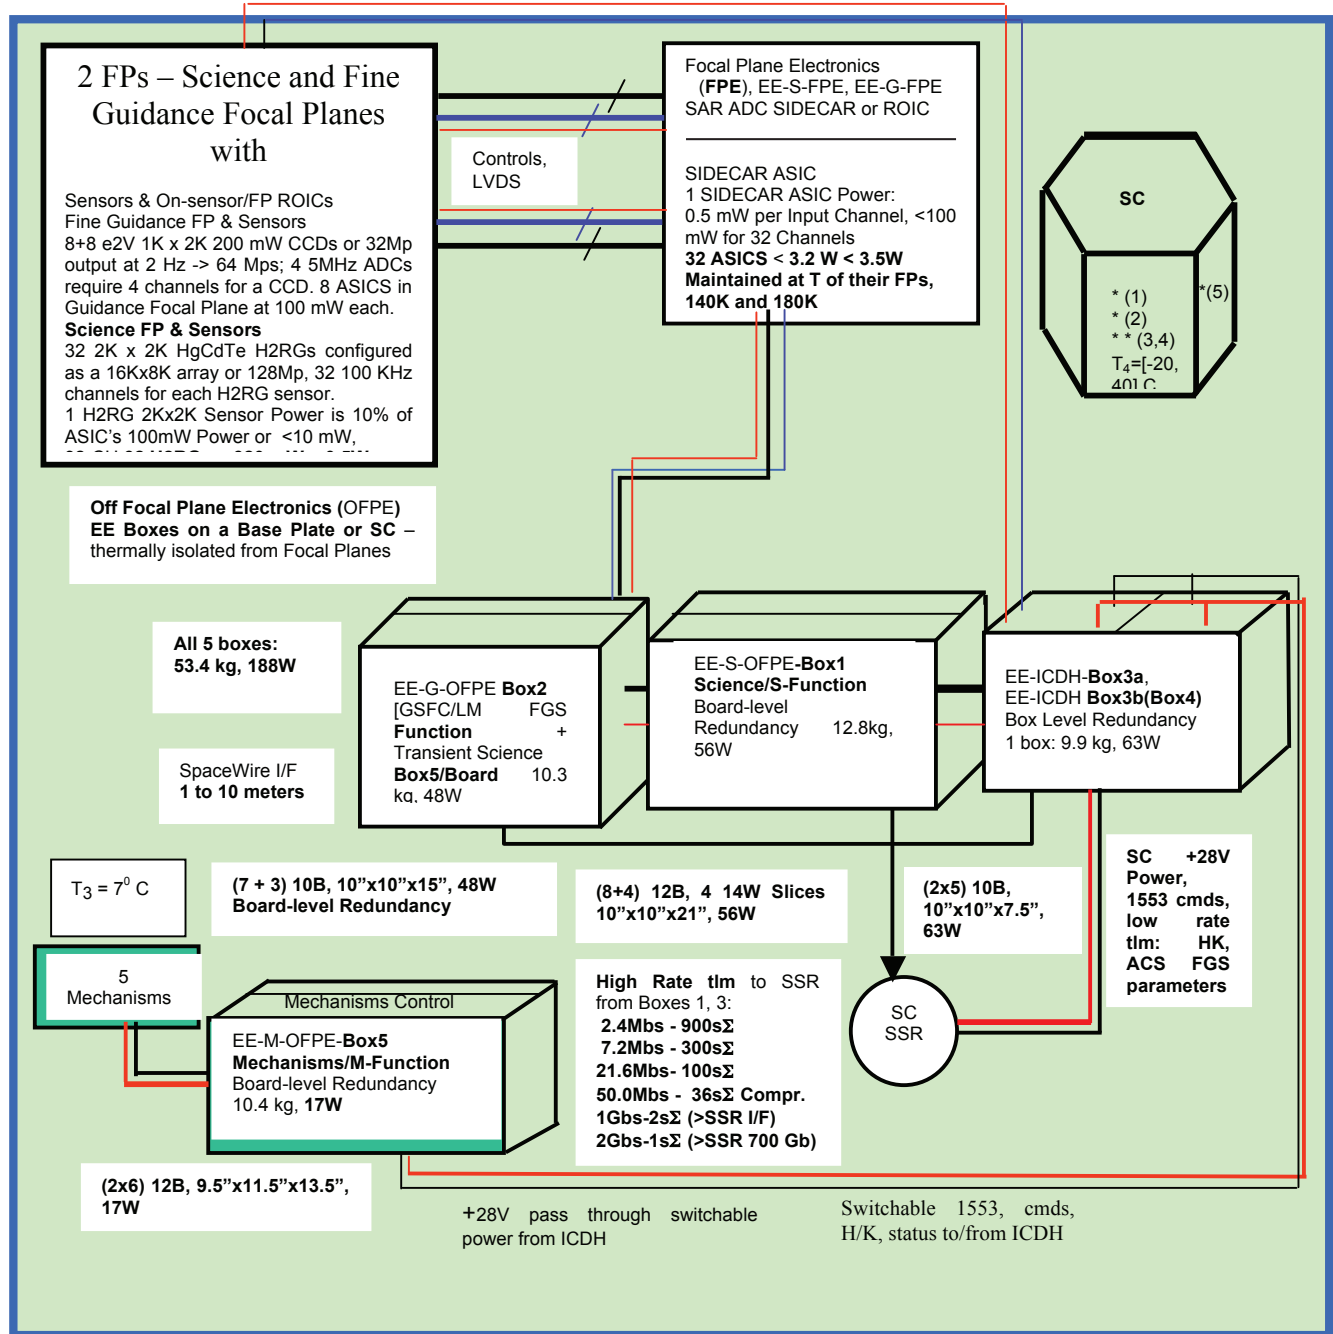 2 FPs – Science and Fine
Guidance Focal Planes
with
Sensors & On-sensor/FP ROICs
Fine Guidance FP & Sensors
8+8 e2V 1K x 2K 200 mW CCDs or 32Mp
output at 2 Hz -> 64 Mps; 4 5MHz ADCs
require 4 channels for a CCD. 8 ASICS in
Guidance Focal Plane at 100 mW each.
Science FP & Sensors
32 2K x 2K HgCdTe H2RGs configured
as a 16Kx8K array or 128Mp, 32 100 KHz
channels for each H2RG sensor.
1 H2RG 2Kx2K Sensor Power is 10% of
ASIC's 100mW Power or <10 mW,
Controls,
LVDS
Focal Plane Electronics
(FPE), EE-S-FPE, EE-G-FPE
SAR ADC SIDECAR or ROIC
SIDECAR ASIC
1 SIDECAR ASIC Power:
0.5 mW per Input Channel, <100
mW for 32 Channels
32 ASICS < 3.2 W < 3.5W
Maintained at T of their FPs,
140K and 180K
SC
* (1)
* (2)
* * (3,4)
T4=[-20,
40] C
*(5)
Off Focal Plane Electronics (OFPE)
EE Boxes on a Base Plate or SC –
thermally isolated from Focal Planes
All 5 boxes:
53.4 kg, 188W
SpaceWire I/F
1 to 10 meters
EE-G-OFPE Box2
[GSFC/LM FGS
Function +
Transient Science
Box5/Board 10.3
kg, 48W
EE-S-OFPE-Box1
Science/S-Function
Board-level
Redundancy 12.8kg,
56W
EE-ICDH-Box3a,
EE-ICDH Box3b(Box4)
Box Level Redundancy
1 box: 9.9 kg, 63W
T3 = 7⁰ C
(7 + 3) 10B, 10"x10"x15", 48W
Board-level Redundancy
(8+4) 12B, 4 14W Slices
10"x10"x21", 56W
(2x5) 10B,
10"x10"x7.5",
63W
SC +28V
Power,
1553 cmds,
low rate
tlm: HK,
ACS FGS
parameters
5
Mechanisms
Mechanisms Control
EE-M-OFPE-Box5
Mechanisms/M-Function
Board-level Redundancy
10.4 kg, 17W
High Rate tlm to SSR
from Boxes 1, 3:
2.4Mbs - 900sΣ
7.2Mbs - 300sΣ
21.6Mbs- 100sΣ
50.0Mbs - 36sΣ Compr.
1Gbs-2sΣ (>SSR I/F)
2Gbs-1sΣ (>SSR 700 Gb)
SC
SSR
(2x6) 12B, 9.5"x11.5"x13.5",
17W
+28V pass through switchable
power from ICDH
Switchable 1553, cmds,
H/K, status to/from ICDH